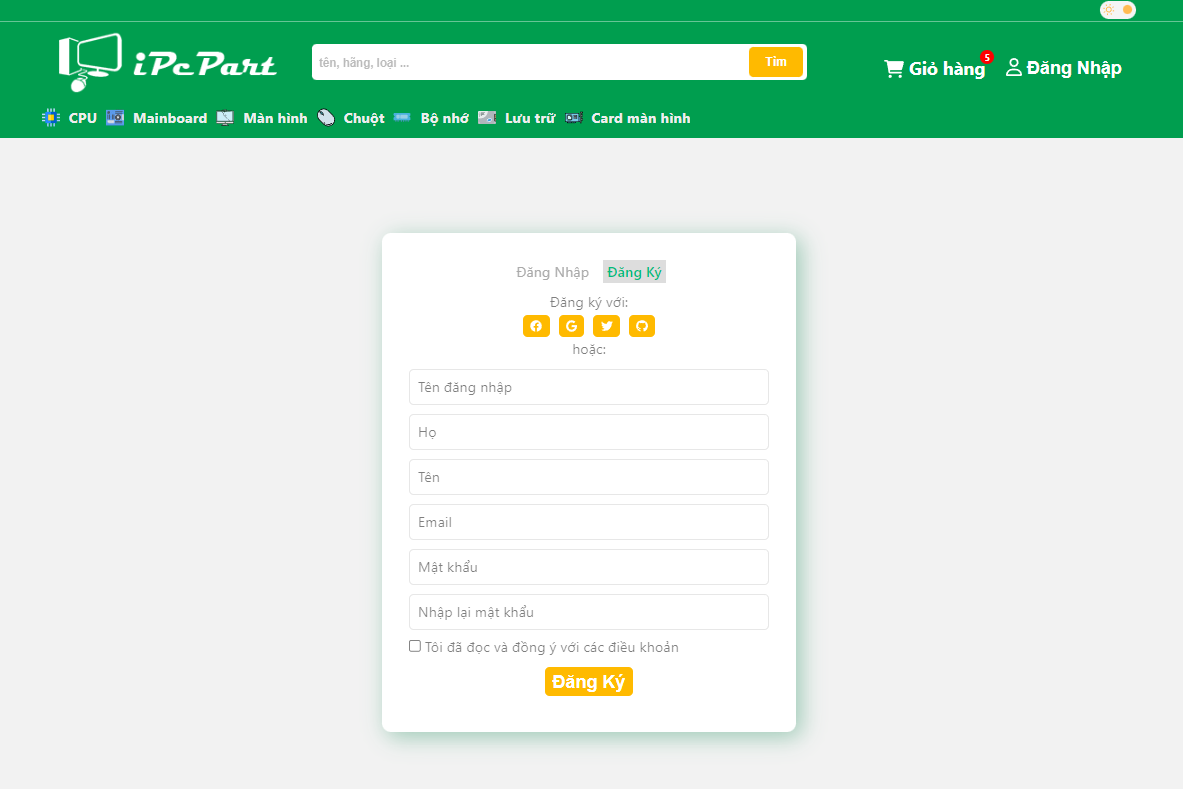 iPcPart
tên, hãng, loại ...
Tìm
Giỏ hàng
5
Đăng Nhập
CPU
Mainboard
Màn hình
Chuột
Bộ nhớ
Lưu trữ
Card màn hình
Đăng Nhập
Đăng Ký
Đăng ký với:
hoặc:
Tên đăng nhập
Họ
Tên
Email
Mật khẩu
Nhập lại mật khẩu
Tôi đã đọc và đồng ý với các điều khoản
Đăng Ký